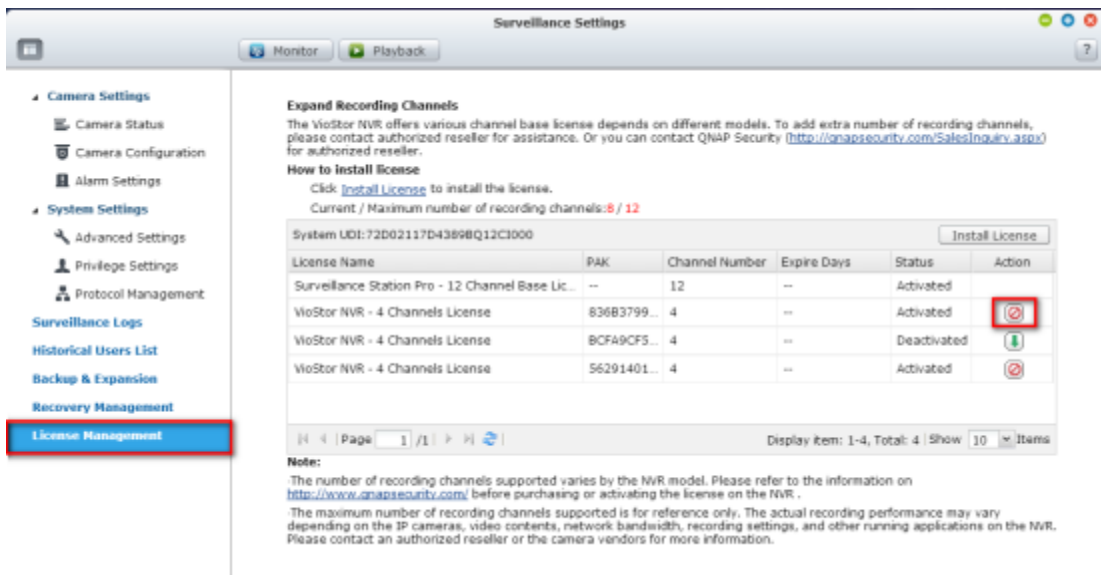 Surveillance Settings
Monitor
Playback
?
Camera Settings
Camera Status
Camera Configuration
Alarm Settings
System Settings
Advanced Settings
Privilege Settings
Protocol Management
Surveillance Logs
Historical Users List
Backup & Expansion
Recovery Management
License Management
Expand Recording Channels
The VioStor NVR offers various channel base license depends on different models. To add extra number of recording channels,
please contact authorized reseller for assistance. Or you can contact QNAP Security (http://qnapsecurity.com/SalesInquiry.aspx)
for authorized reseller.
How to install license
Click Install License to install the license.
Current / Maximum number of recording channels:8 / 12
System UDI:72D02117D4389BQ12CI000 Install License
License Name PAK Channel Number Expire Days Status Action
Surveillance Station Pro - 12 Channel Base Lic... -- 12 -- Activated
VioStor NVR - 4 Channels License 836B3799... 4 -- Activated
VioStor NVR - 4 Channels License BCFA9CF5... 4 -- Deactivated
VioStor NVR - 4 Channels License 56291401... 4 -- Activated
Page 1 /1 Display item: 1-4, Total: 4 Show 10 Items
Note:
·The number of recording channels supported varies by the NVR model. Please refer to the information on
http://www.qnapsecurity.com/ before purchasing or activating the license on the NVR .
·The maximum number of recording channels supported is for reference only. The actual recording performance may vary
depending on the IP cameras, video contents, network bandwidth, recording settings, and other running applications on the NVR.
Please contact an authorized reseller or the camera vendors for more information.